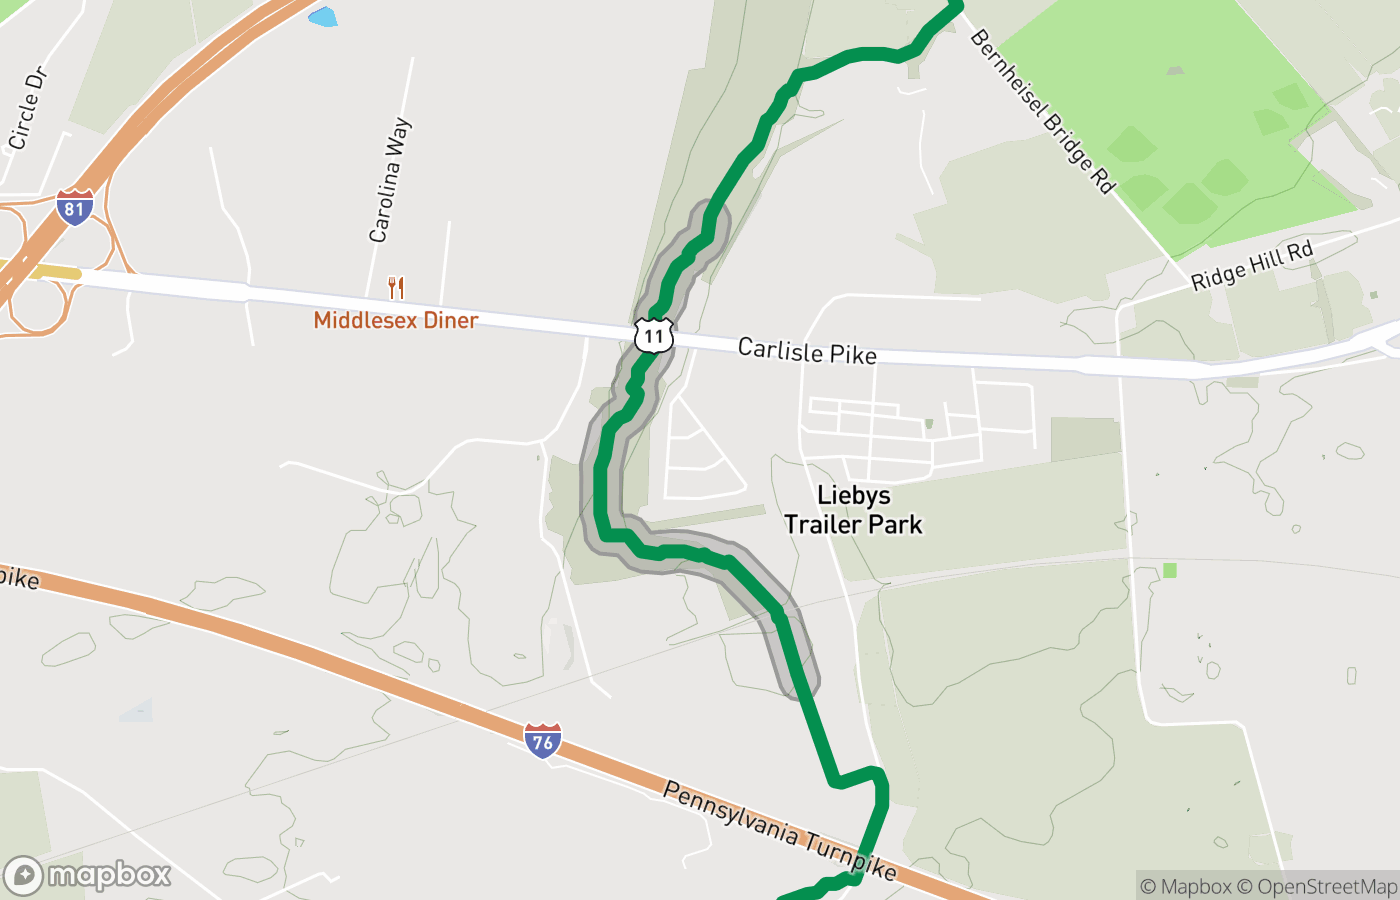 Circle Dr
Carolina Way
Bernheisel Bridge Rd
81
Ridge Hill Rd
Middlesex Diner
11
Carlisle Pike
Liebys
Trailer Park
pike
76
Pennsylvania Turnpike
mapbox
© Mapbox © OpenStreetMap